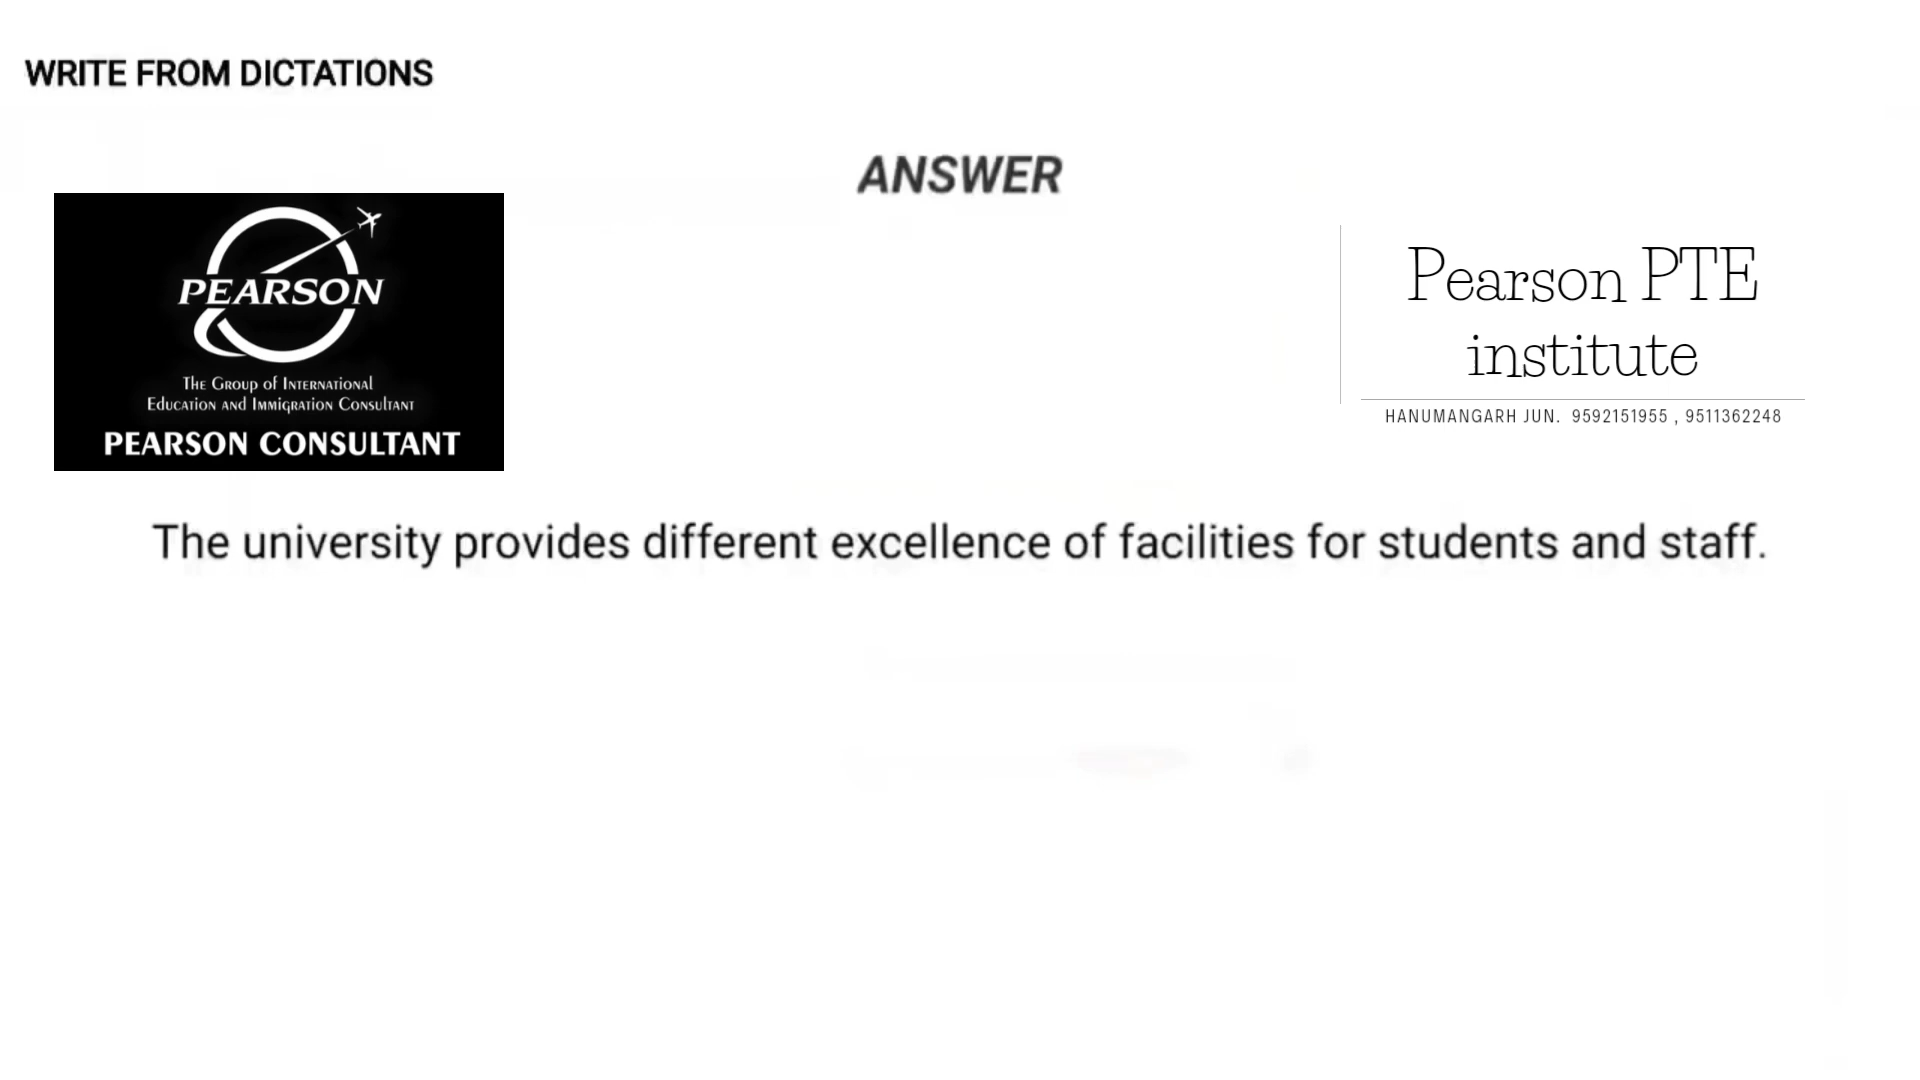 WRITE FROM DICTATIONS
ANSWER
PEARSON
The Group of International
Education and Immigration Consultant
PEARSON CONSULTANT
Pearson PTE
institute
HANUMANGARH JUN. 9592151955 , 9511362248
The university provides different excellence of facilities for students and staff.